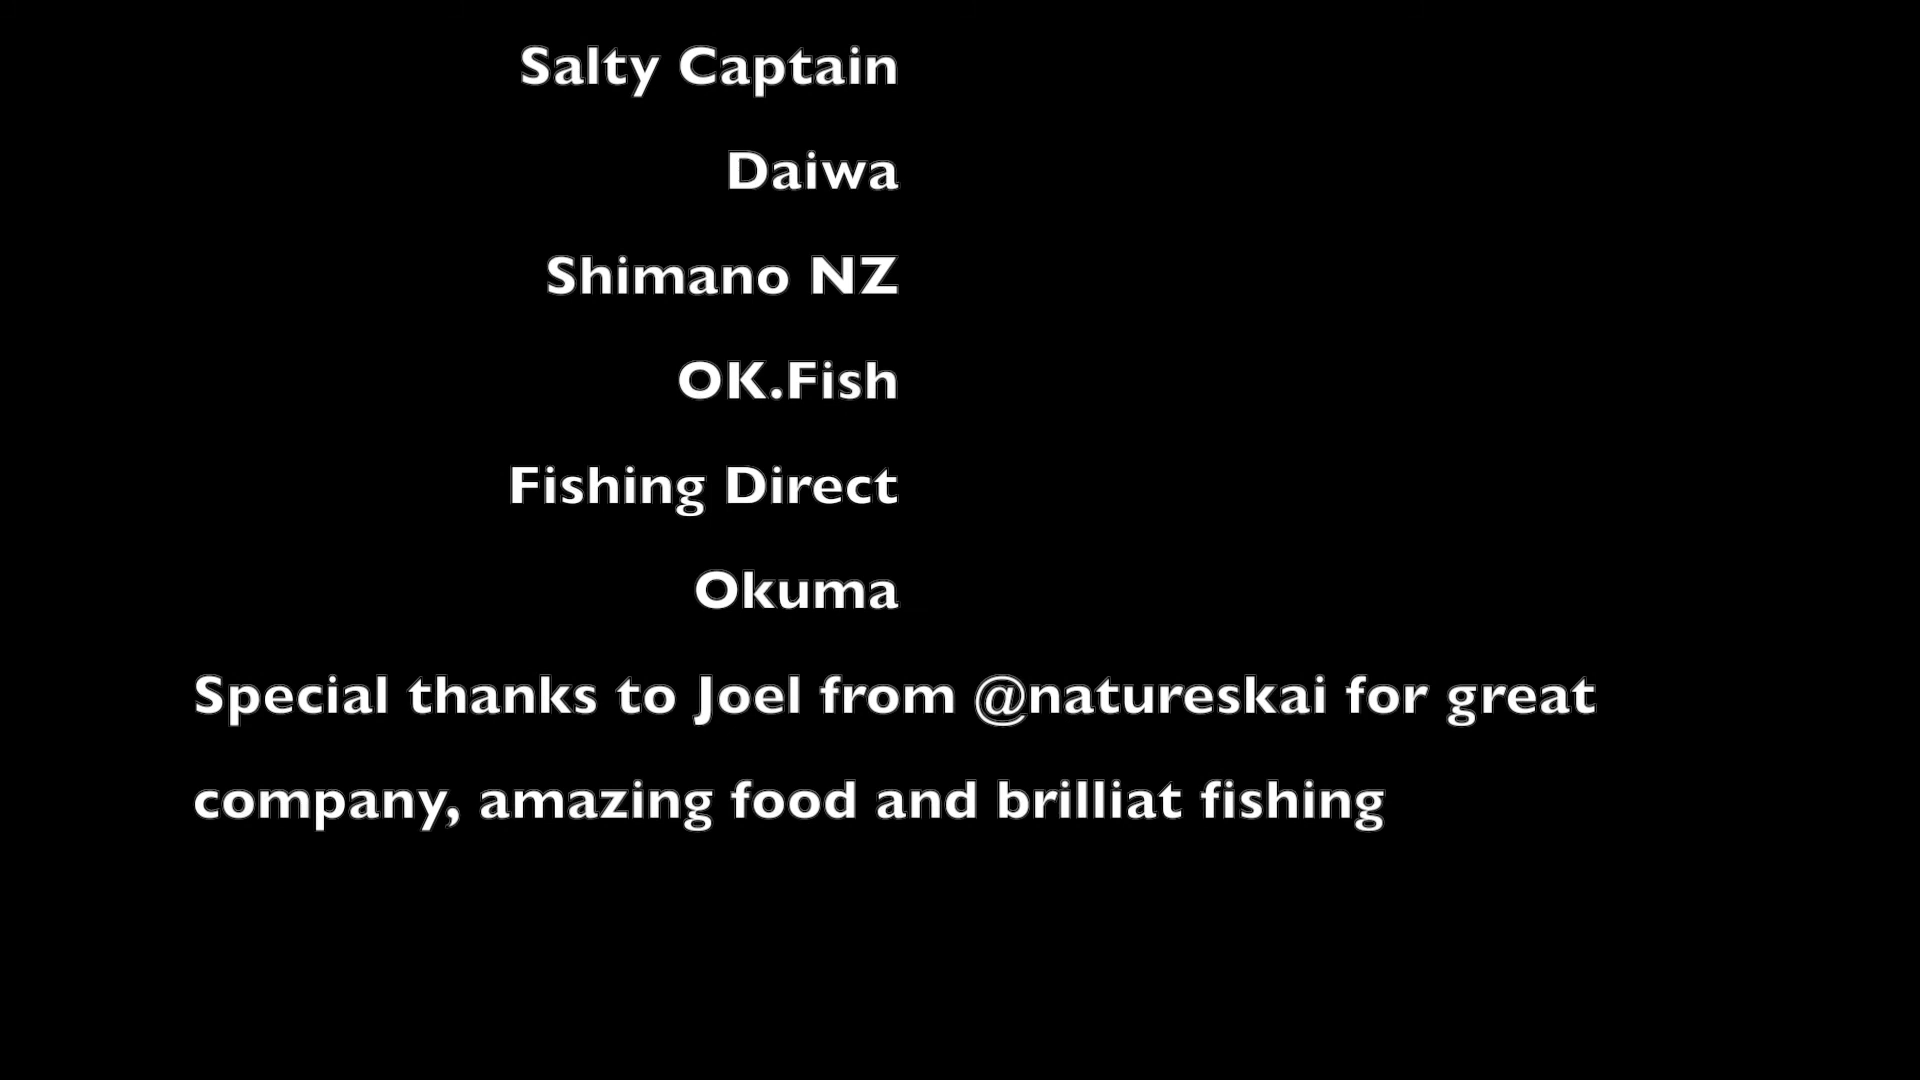 Salty Captain
Daiwa
Shimano NZ
OK.Fish
Fishing Direct
Okuma
Special thanks to Joel from @natureskai for great
company, amazing food and brilliat fishing